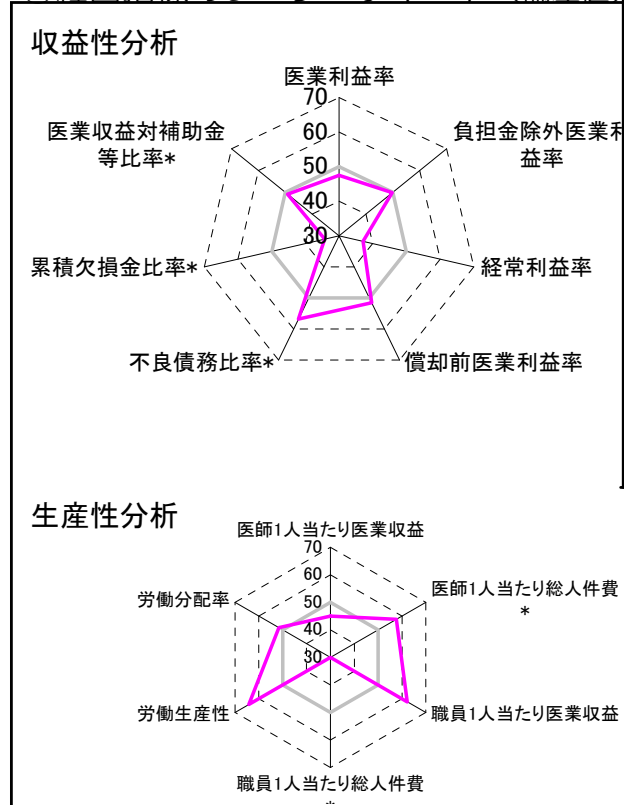 収益性分析
医業利益率
70
医業収益対補助金
等比率*
60
負担金除外医業利
益率
50
40
30
累積欠損金比率*
経常利益率
不良債務比率*
償却前医業利益率
生産性分析
医師1人当たり医業収益
70
60
医師1人当たり総人件費
*
労働分配率
50
40
30
労働生産性
職員1人当たり医業収益
職員1人当たり総人件費
*